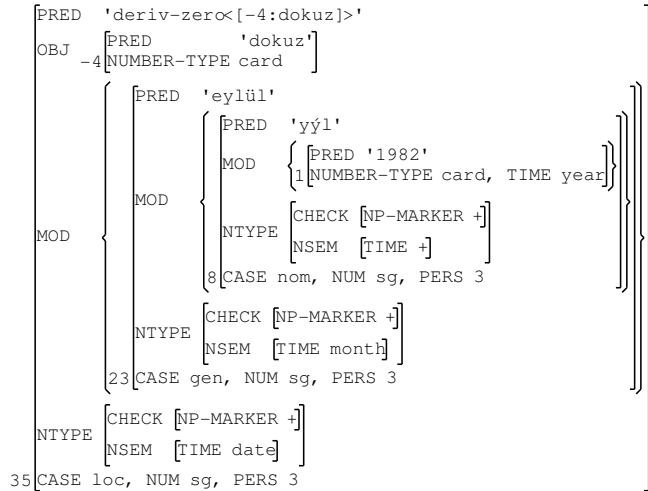 PRED 'deriv-zero<[-4:dokuz]>'
PRED 'dokuz'
OBJ
-4 NUMBER-TYPE card
PRED 'eylül'
PRED 'yýl'
PRED '1982'
MOD
1 NUMBER-TYPE card, TIME year
MOD
CHECK NP-MARKER +
NTYPE
MOD
NSEM TIME +
8 CASE nom, NUM sg, PERS 3
CHECK NP-MARKER +
NTYPE
NSEM TIME month
23 CASE gen, NUM sg, PERS 3
CHECK NP-MARKER +
NTYPE
NSEM TIME date
35 CASE loc, NUM sg, PERS 3